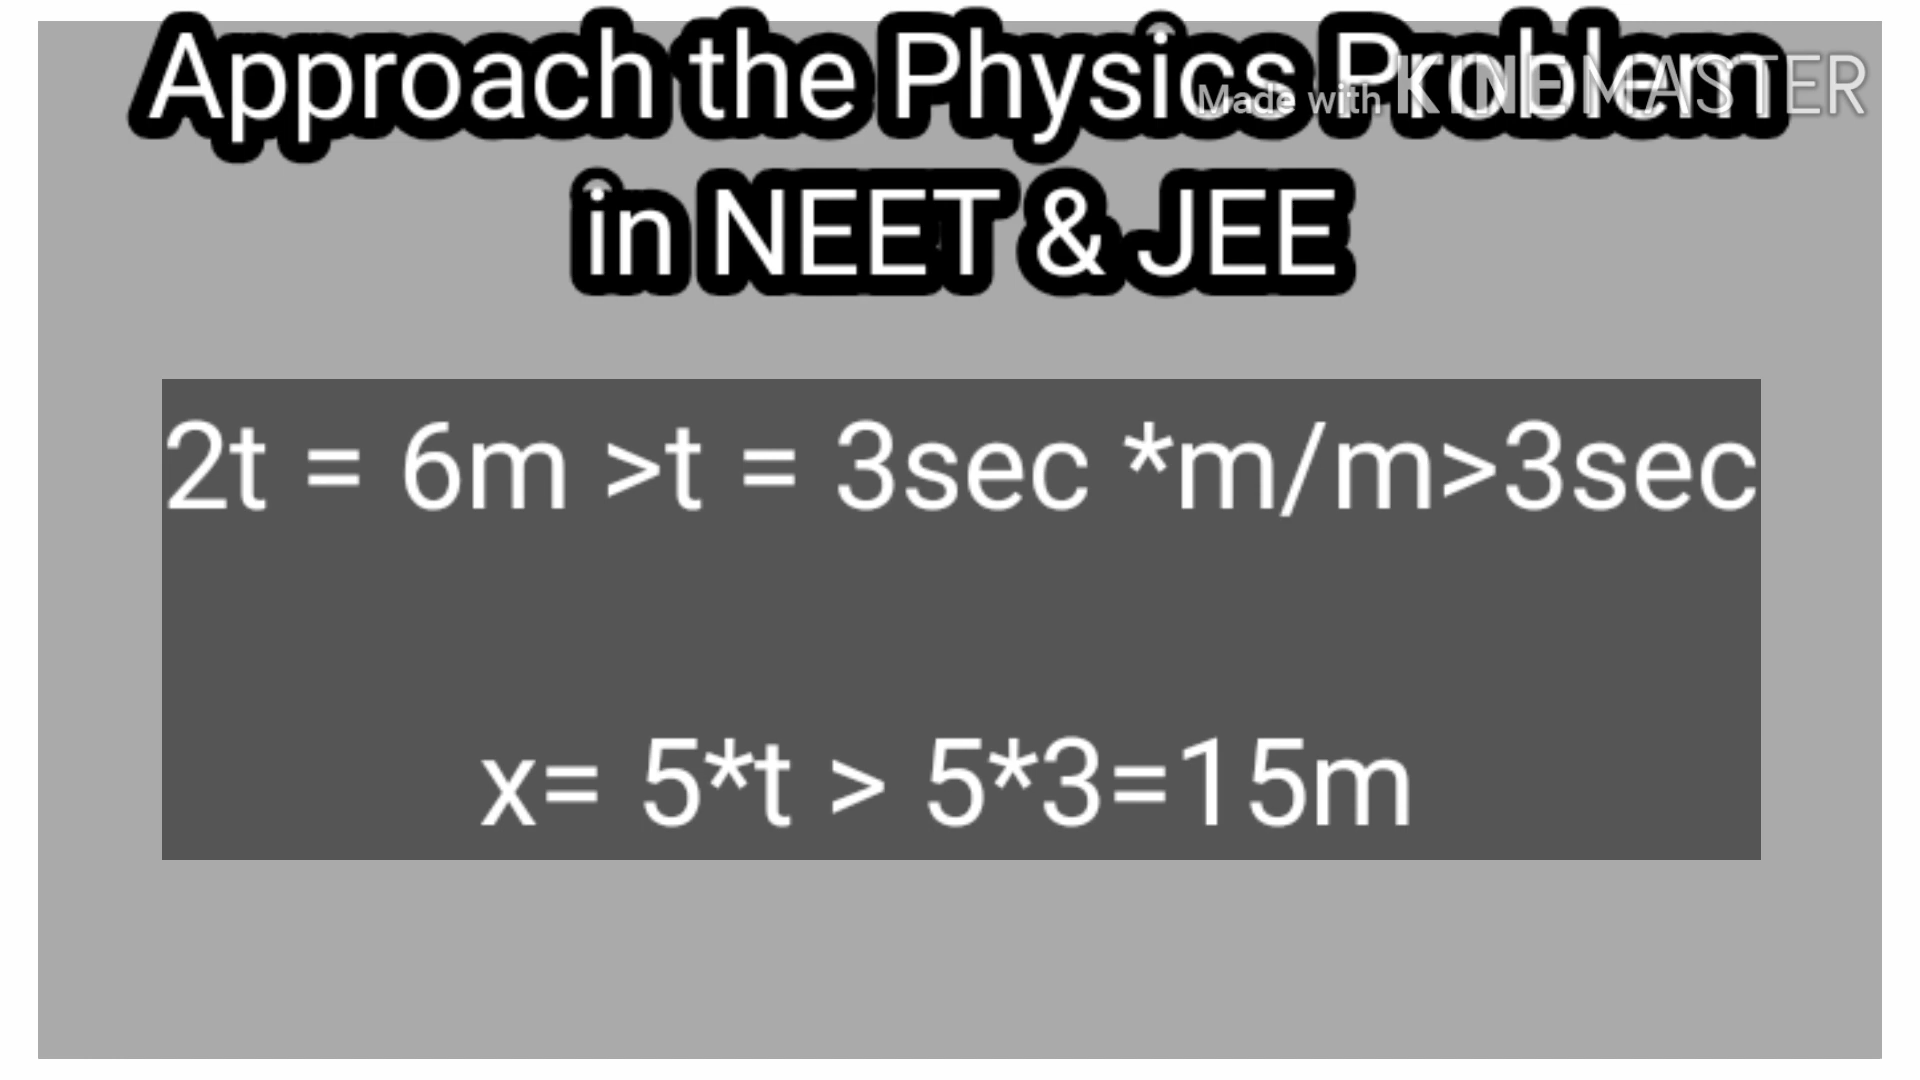 Approach the Physics Problem
Made with KINEMASTER
in NEET & JEE
2t = 6m >t = 3sec *m/m>3sec
x= 5*t > 5*3=15m